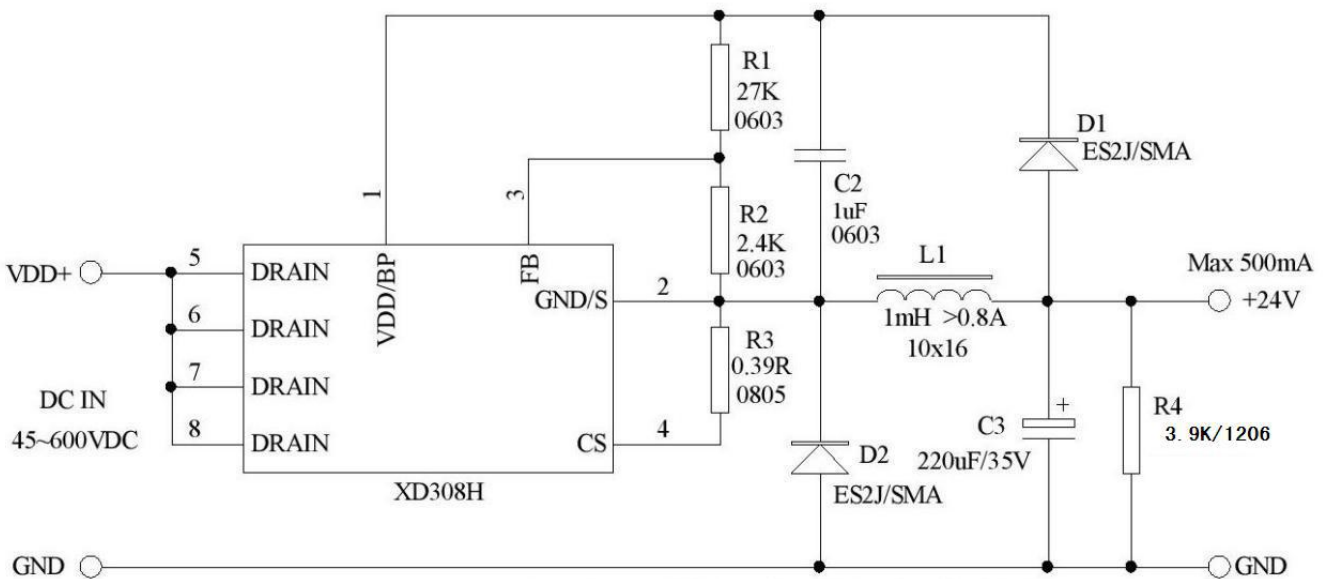 R1
27K
0603
D1
ES2J/SMA
1
3
C2
1uF
0603
R2
2.4K
0603
VDD+
5
DRAIN
VDD/BP
FB
GND/S
2
L1
1mH >0.8A
10x16
Max 500mA
+24V
6
DRAIN
7
DRAIN
8
DRAIN
DC IN
45~600VDC
R3
0.39R
0805
CS
4
XD308H
D2
ES2J/SMA
C3
+
220uF/35V
R4
3.9K/1206
GND
GND